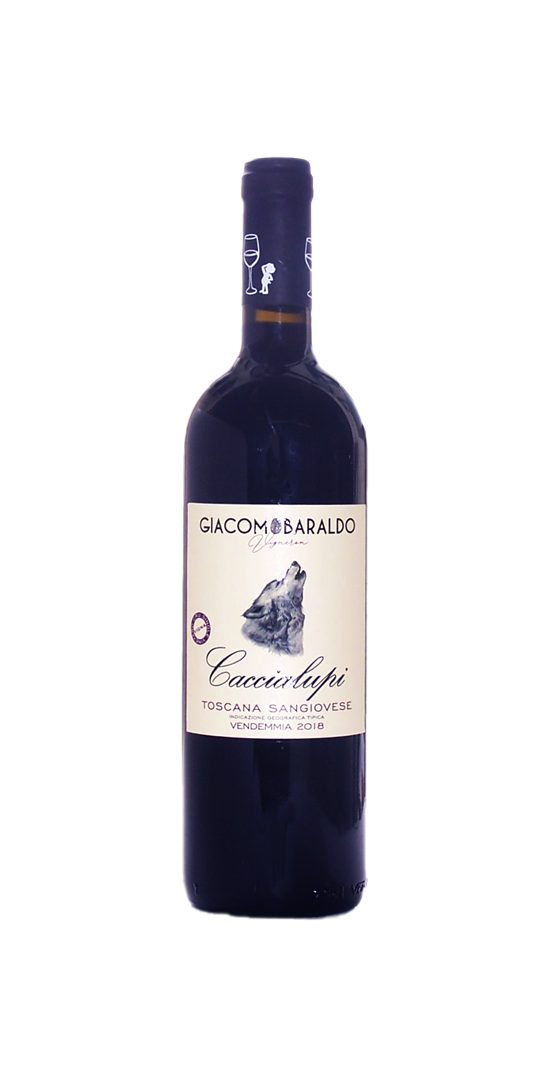 GIACOMO BARALDO
Vigneron
Caccialupi
TOSCANA SANGIOVESE
INDICAZIONE GEOGRAFICA TIPICA
VENDEMMIA 2018